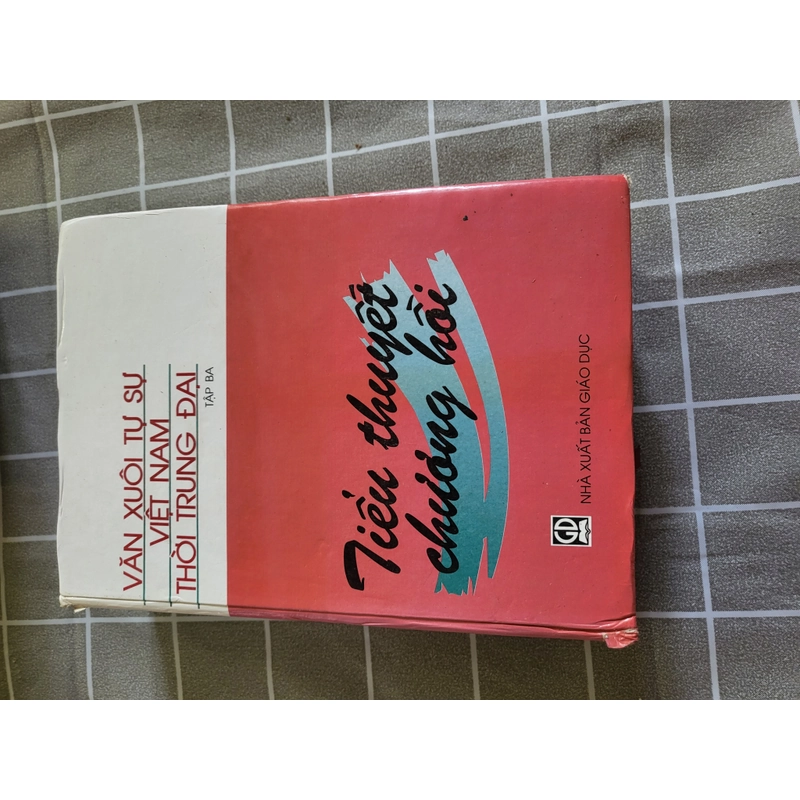 VĂN XUÔI TỰ SỰ
VIỆT NAM
THỜI TRUNG ĐẠI
TẬP BA
Tiểu thuyết
chương hồi
GD
NHÀ XUẤT BẢN GIÁO DỤC